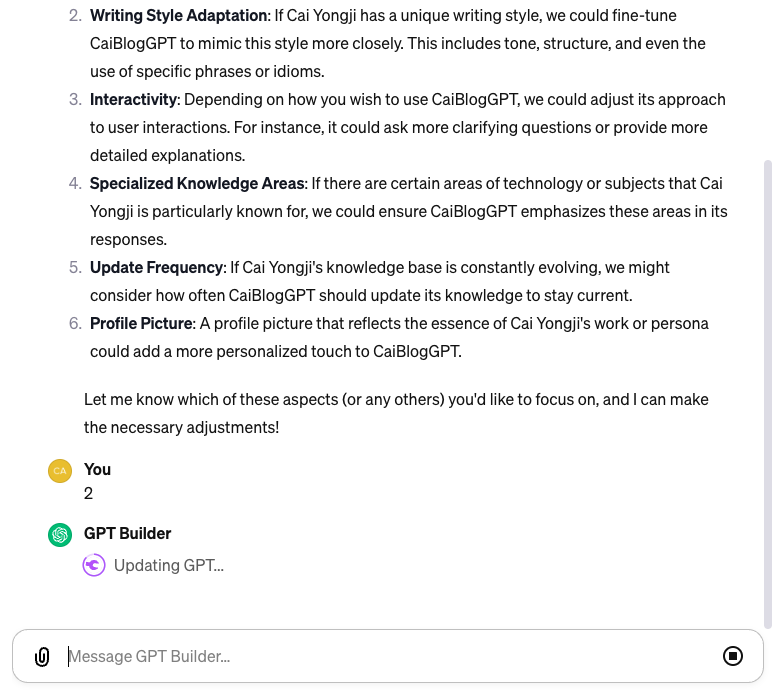 2. Writing Style Adaptation: If Cai Yongji has a unique writing style, we could fine-tune
CaiBlogGPT to mimic this style more closely. This includes tone, structure, and even the
use of specific phrases or idioms.
3. Interactivity: Depending on how you wish to use CaiBlogGPT, we could adjust its approach
to user interactions. For instance, it could ask more clarifying questions or provide more
detailed explanations.
4. Specialized Knowledge Areas: If there are certain areas of technology or subjects that Cai
Yongji is particularly known for, we could ensure CaiBlogGPT emphasizes these areas in its
responses.
5. Update Frequency: If Cai Yongji's knowledge base is constantly evolving, we might
consider how often CaiBlogGPT should update its knowledge to stay current.
6. Profile Picture: A profile picture that reflects the essence of Cai Yongji's work or persona
could add a more personalized touch to CaiBlogGPT.
Let me know which of these aspects (or any others) you'd like to focus on, and I can make
the necessary adjustments!
CA You
2
GPT Builder
Updating GPT...
Message GPT Builder...